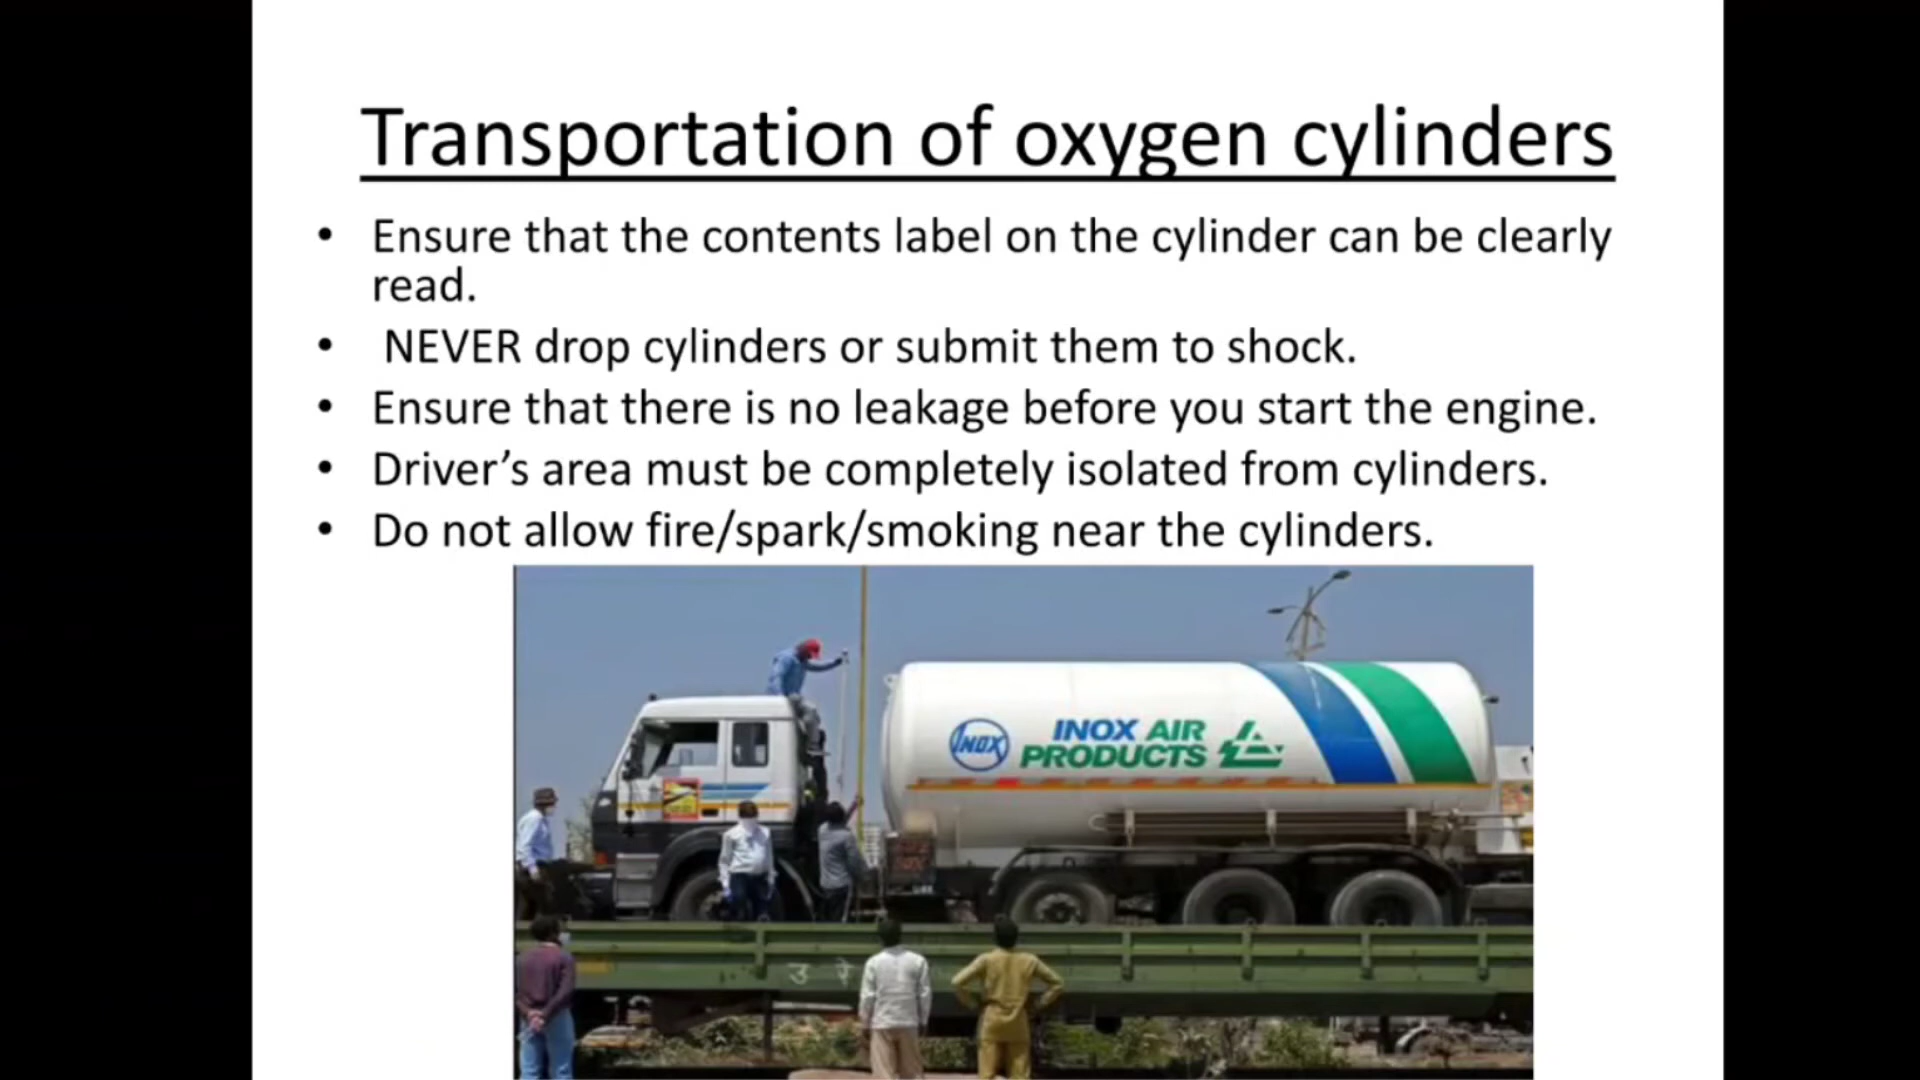 Transportation of oxygen cylinders
• Ensure that the contents label on the cylinder can be clearly
read.
• NEVER drop cylinders or submit them to shock.
• Ensure that there is no leakage before you start the engine.
• Driver’s area must be completely isolated from cylinders.
• Do not allow fire/spark/smoking near the cylinders.
INOX
INOX AIR
PRODUCTS
उ रे